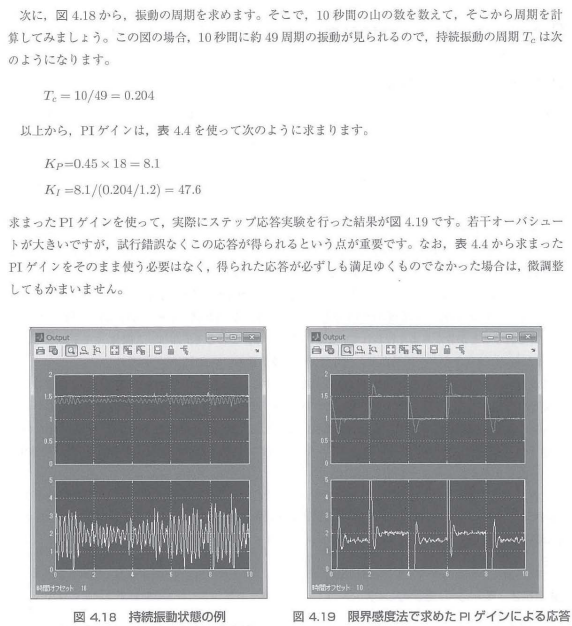 次に，図 4.18 から，振動の周期を求めます。そこで，10 秒間の山の数を数えて，そこから周期を計
算してみましょう。この図の場合，10 秒間に約 49 周期の振動が見られるので，持続振動の周期 Tc は次
のようになります。
Tc = 10/49 = 0.204
以上から，PI ゲインは，表 4.4 を使って次のように求まります。
KP=0.45 × 18 = 8.1
KI =8.1/(0.204/1.2) = 47.6
求まった PI ゲインを使って，実際にステップ応答実験を行った結果が図 4.19 です。若干オーバシュー
トが大きいですが，試行錯誤なくこの応答が得られるという点が重要です。なお，表 4.4 から求まった
PI ゲインをそのまま使う必要はなく，得られた応答が必ずしも満足ゆくものでなかった場合は，微調整
してもかまいません。
Output
2
1.5
1
0.5
0
5
4
3
2
1
0
0 2 4 6 8 10
時間オフセット 10
図 4.18 持続振動状態の例
Output
2
1.5
1
0.5
0
5
4
3
2
1
0
0 2 4 6 8 10
時間オフセット 10
図 4.19 限界感度法で求めた PI ゲインによる応答